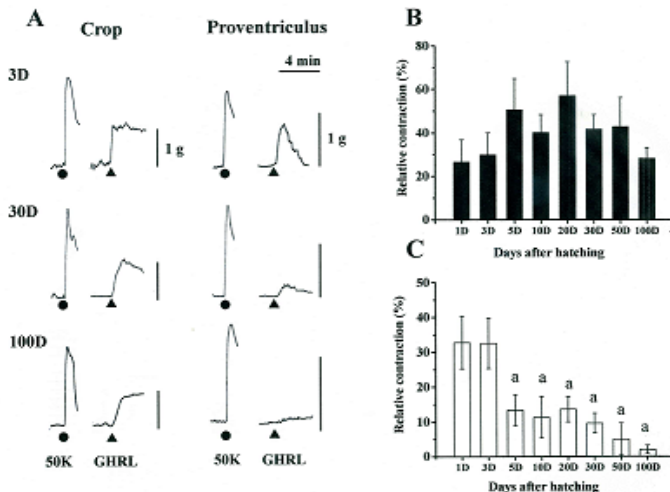 A
Crop
Proventriculus
4 min
3D
1 g
1 g
30D
100D
50K GHRL 50K GHRL
B
Relative contraction (%)
80
60
40
20
0
1D 3D 5D 10D 20D 30D 50D 100D
Days after hatching
C
Relative contraction (%)
50
40
30
20
10
0
a a a a a a
1D 3D 5D 10D 20D 30D 50D 100D
Days after hatching